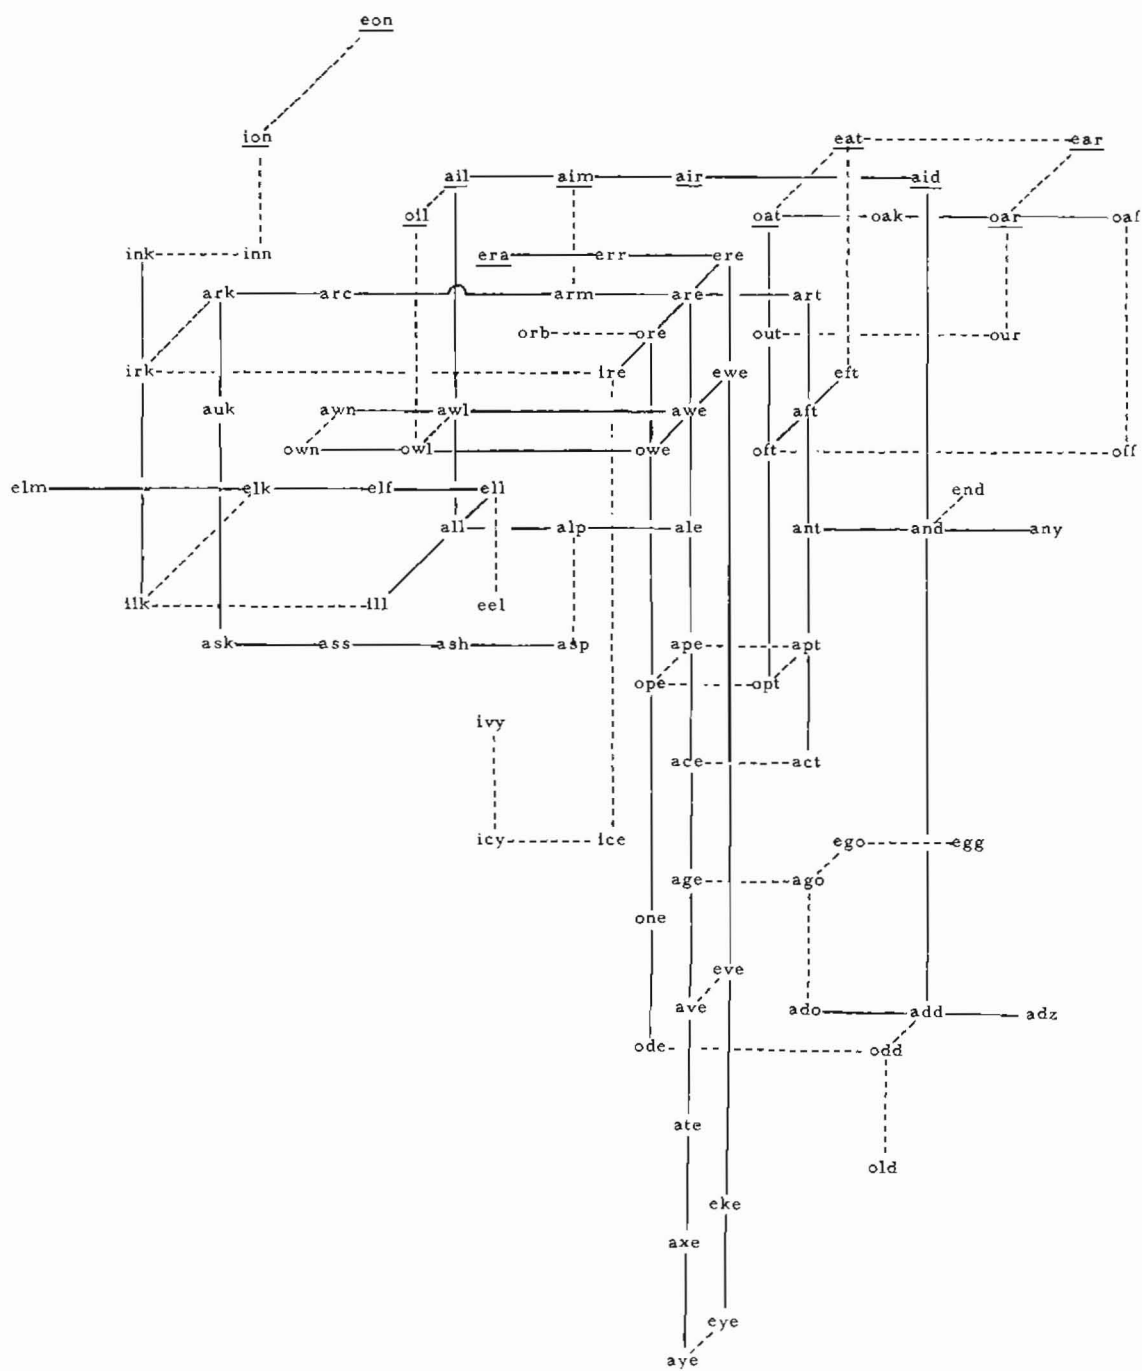 eon
ion eat ear
ail aim air aid
oil oat oak oar oaf
ink inn era err ere
ark arc arm are art
orb ore out our
irk ire ewe eft
auk awn awl awe aft
own owl owe oft off
elm elk elf ell end
all alp ale ant and any
ilk ill eel
ask ass ash asp ape apt
ope opt
ivy
ace act
icy ice ego egg
age ago
one
eve
ave ado add adz
ode odd
ate
old
eke
axe
eye
aye